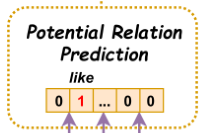 Potential Relation
Prediction
like
0 1 ... 0 0